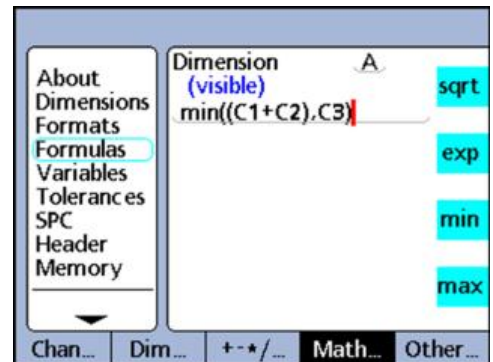 About
Dimensions
Formats
Formulas
Variables
Tolerances
SPC
Header
Memory
Dimension A
(visible)
min((C1+C2),C3)
sqrt
exp
min
max
Chan... Dim... +-*/... Math... Other...